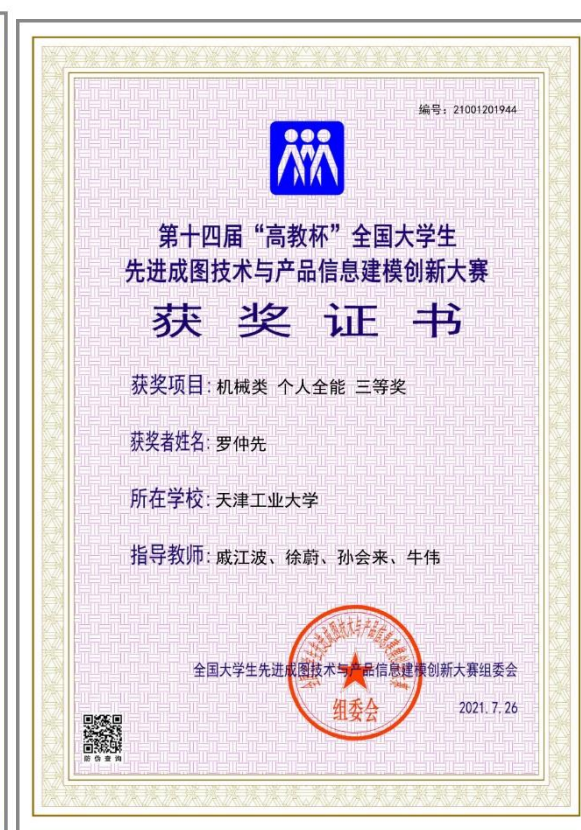 编号：21001201944
第十四届“高教杯”全国大学生
先进成图技术与产品信息建模创新大赛
获奖证书
获奖项目：机械类 个人全能 三等奖
获奖者姓名：罗仲先
所在学校：天津工业大学
指导教师：戚江波、徐蔚、孙会来、牛伟
全国大学生先进成图技术与产品信息建模创新大赛组委会
组委会
2021.7.26
防伪查询